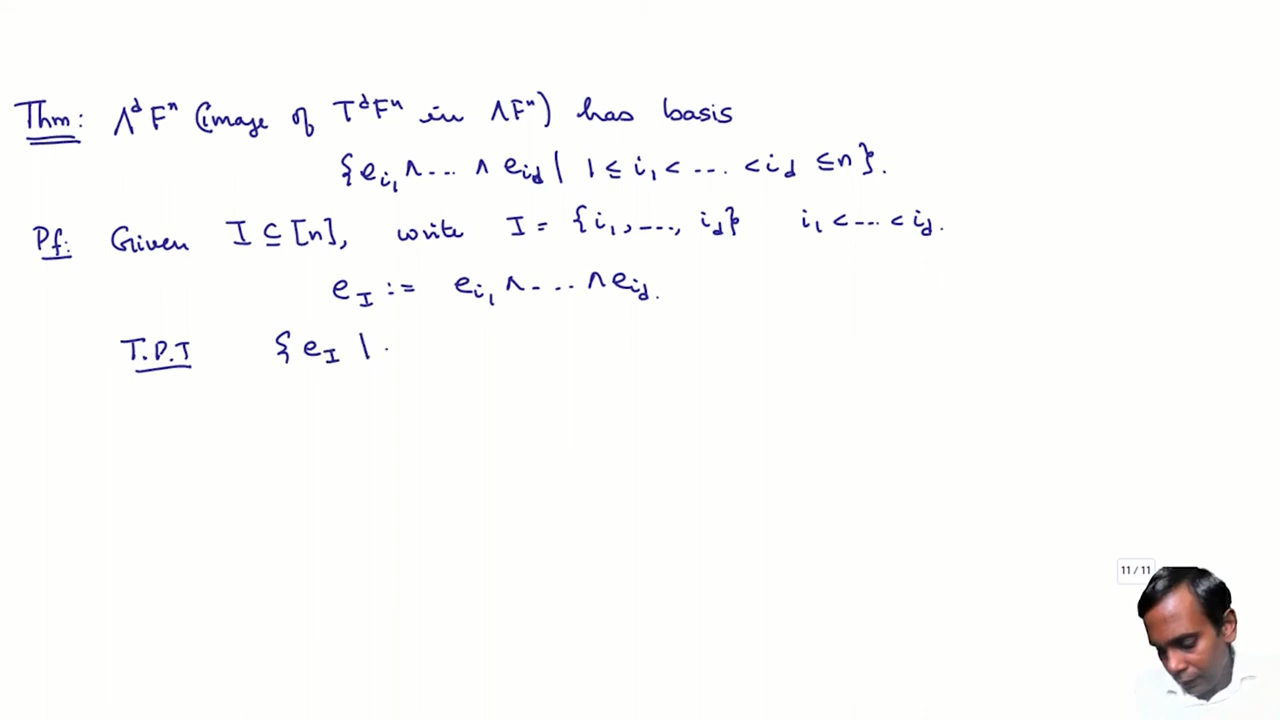 Thm: Λ^d F^n (image of T^d F^n in ΛF^n) has basis
{e_{i_1} ∧ ... ∧ e_{i_d} | 1 ≤ i_1 < ... < i_d ≤ n}.
Pf: Given I ⊆ [n], write I = {i_1, ..., i_d} i_1 < ... < i_d.
e_I := e_{i_1} ∧ ... ∧ e_{i_d}.
T.P.T {e_I | .
11 / 11